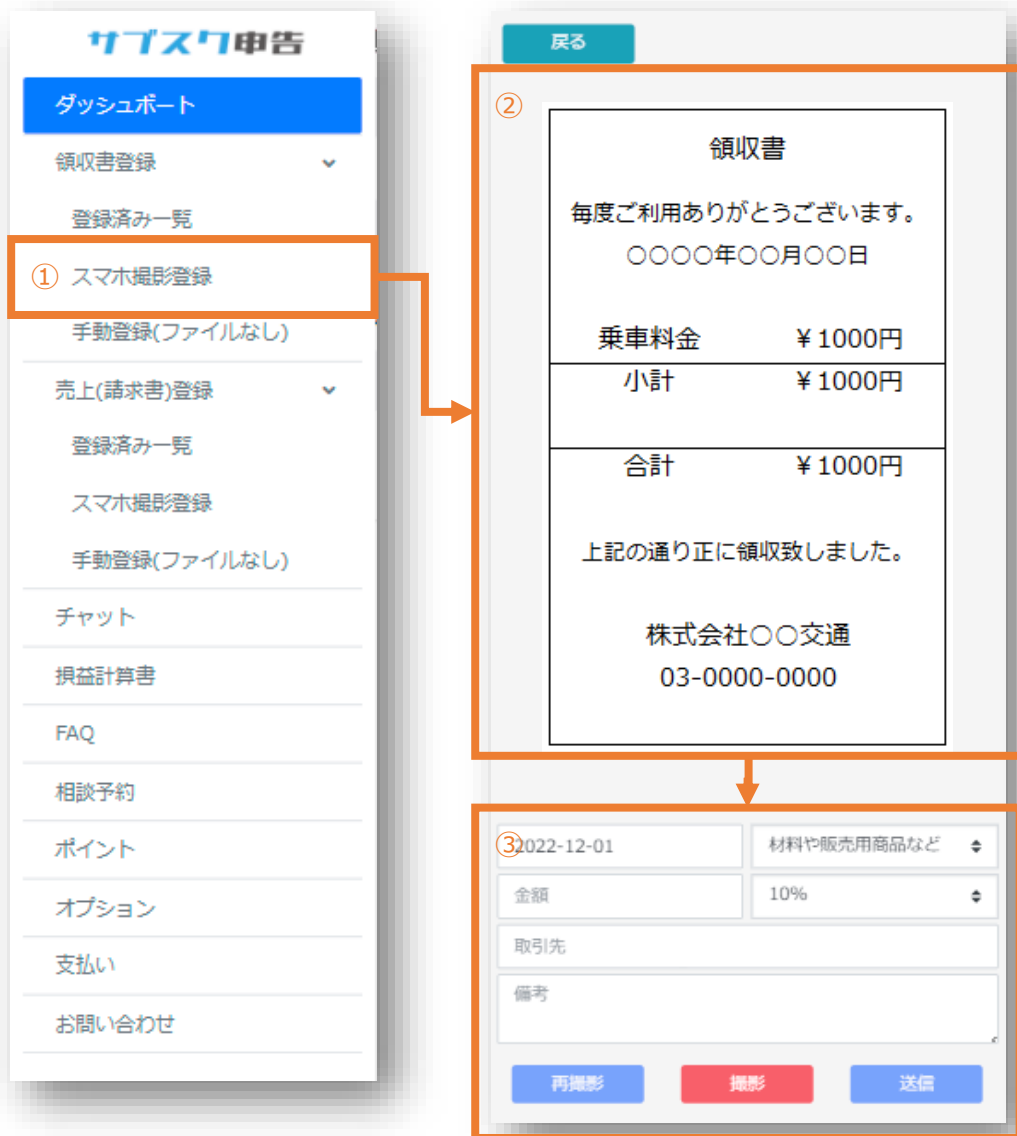 サブスク申告
ダッシュボート
領収書登録
登録済み一覧
① スマホ撮影登録
手動登録(ファイルなし)
売上(請求書)登録
登録済み一覧
スマホ撮影登録
手動登録(ファイルなし)
チャット
損益計算書
FAQ
相談予約
ポイント
オプション
支払い
お問い合わせ
戻る
②
領収書
毎度ご利用ありがとうございます。
○○○○年○○月○○日
乗車料金 ¥1000円
小計 ¥1000円
合計 ¥1000円
上記の通り正に領収致しました。
株式会社○○交通
03-0000-0000
③
2022-12-01 材料や販売用商品など
金額 10%
取引先
備考
再撮影 撮影 送信